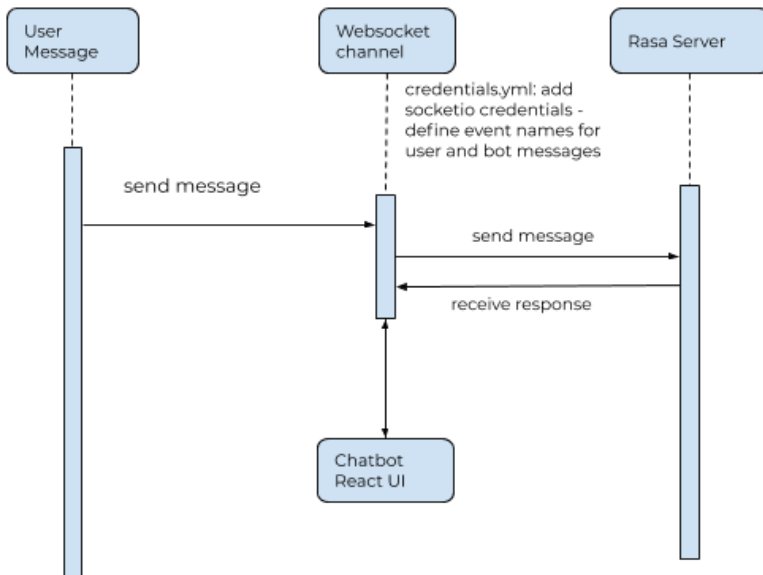 User
Message
Websocket
channel
Rasa Server
credentials.yml: add
socketio credentials -
define event names for
user and bot messages
send message
send message
receive response
Chatbot
React UI